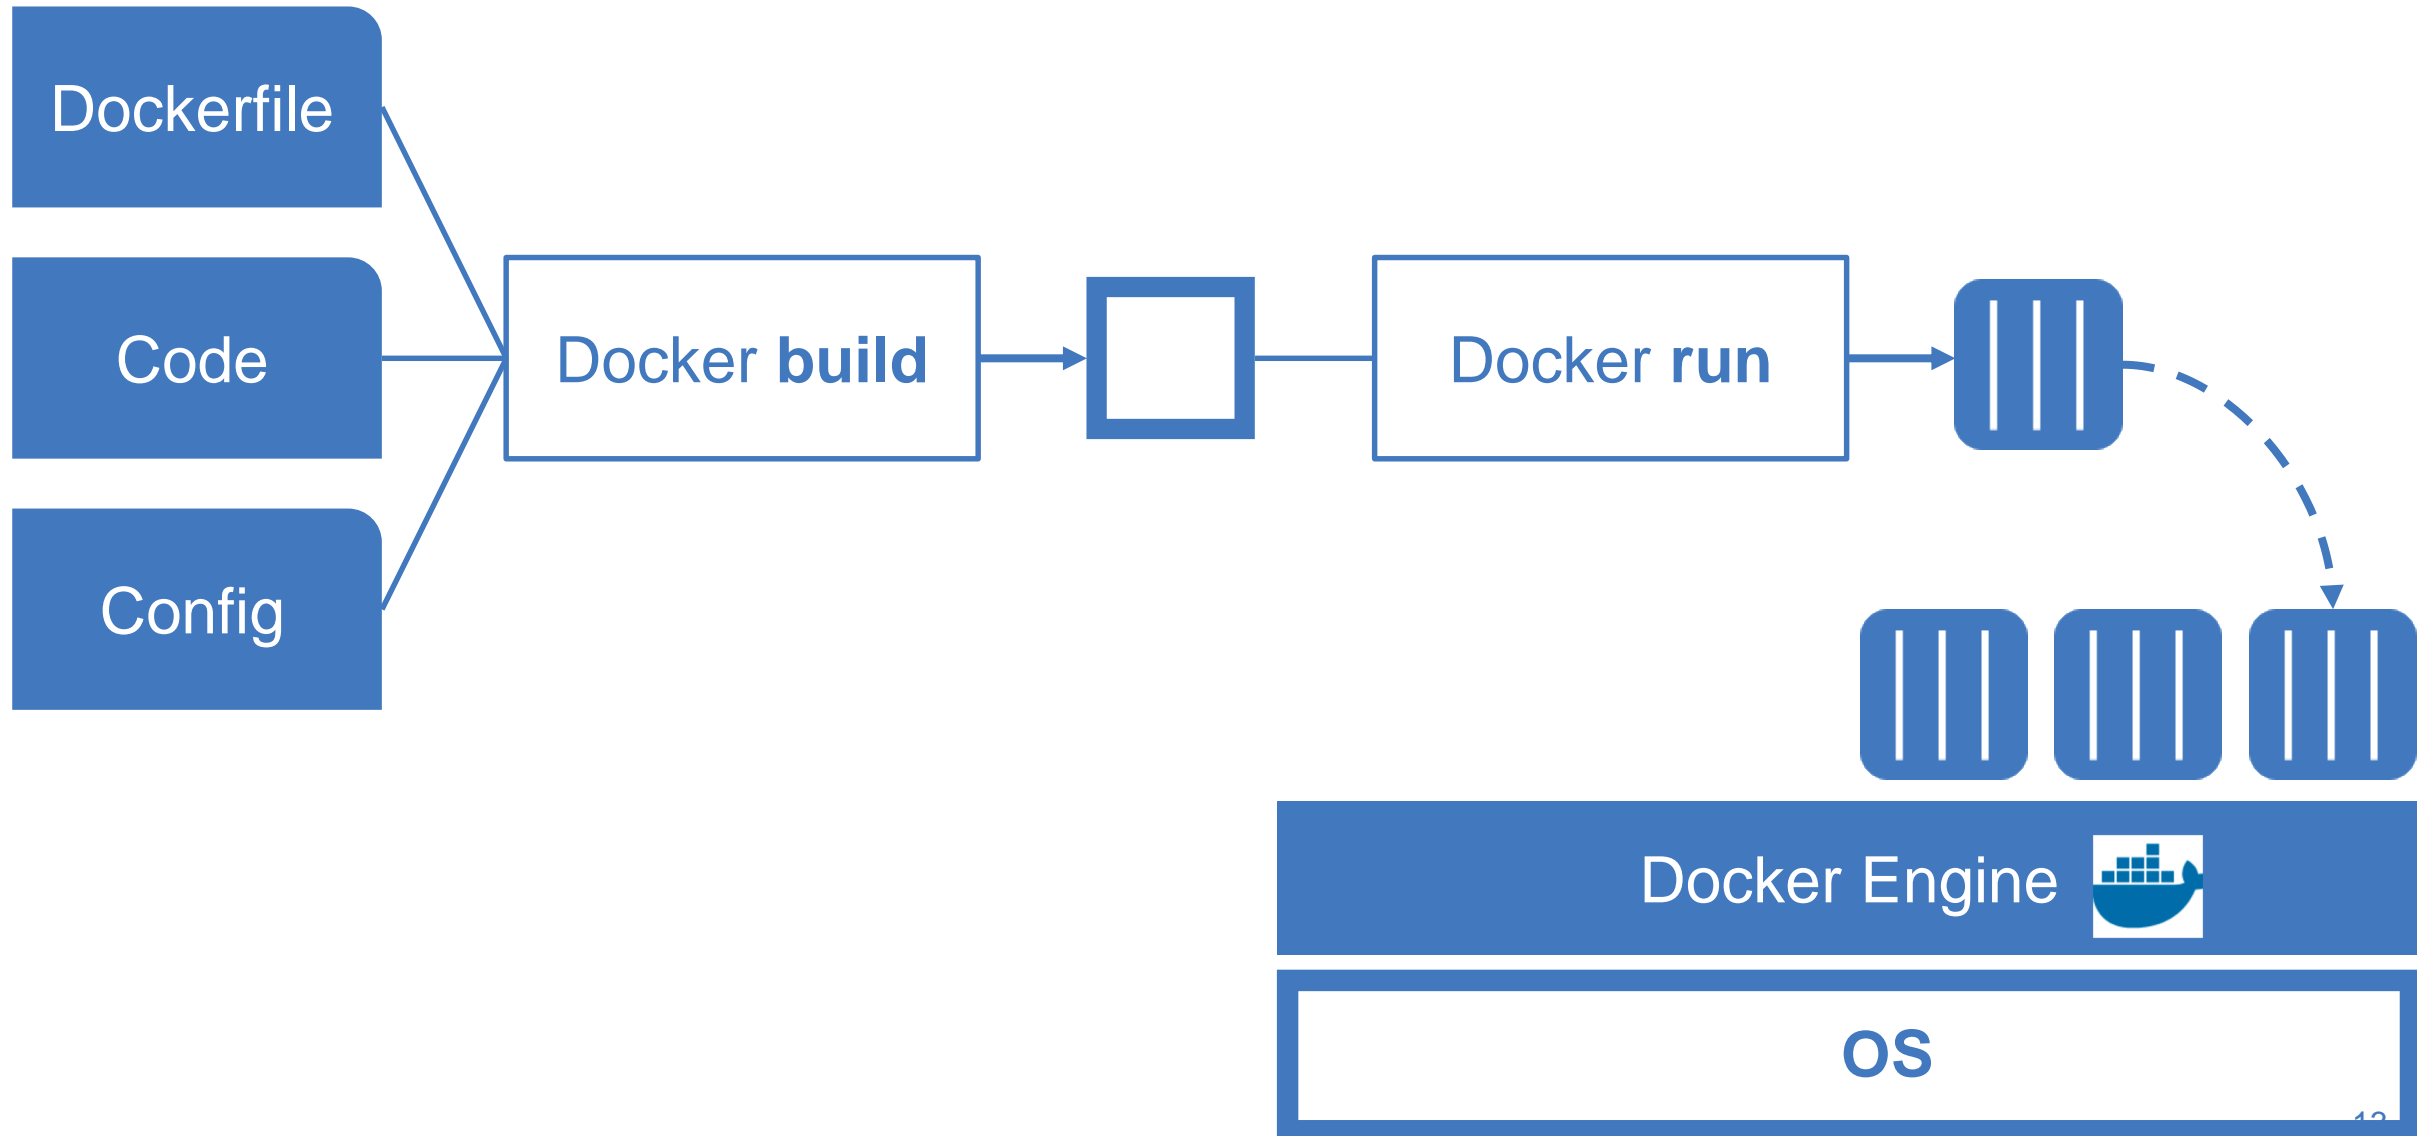 Dockerfile
Code
Docker build
Docker run
Config
Docker Engine
OS